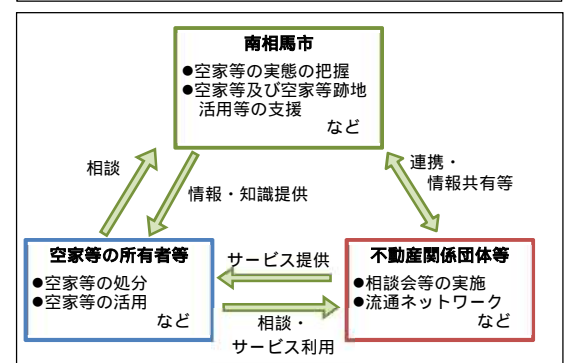 南相馬市
●空家等の実態の把握
●空家等及び空家等跡地
活用等の支援
など
相談
情報・知識提供
連携・
情報共有等
空家等の所有者等
●空家等の処分
●空家等の活用
など
サービス提供
相談・
サービス利用
不動産関係団体等
●相談会等の実施
●流通ネットワーク
など